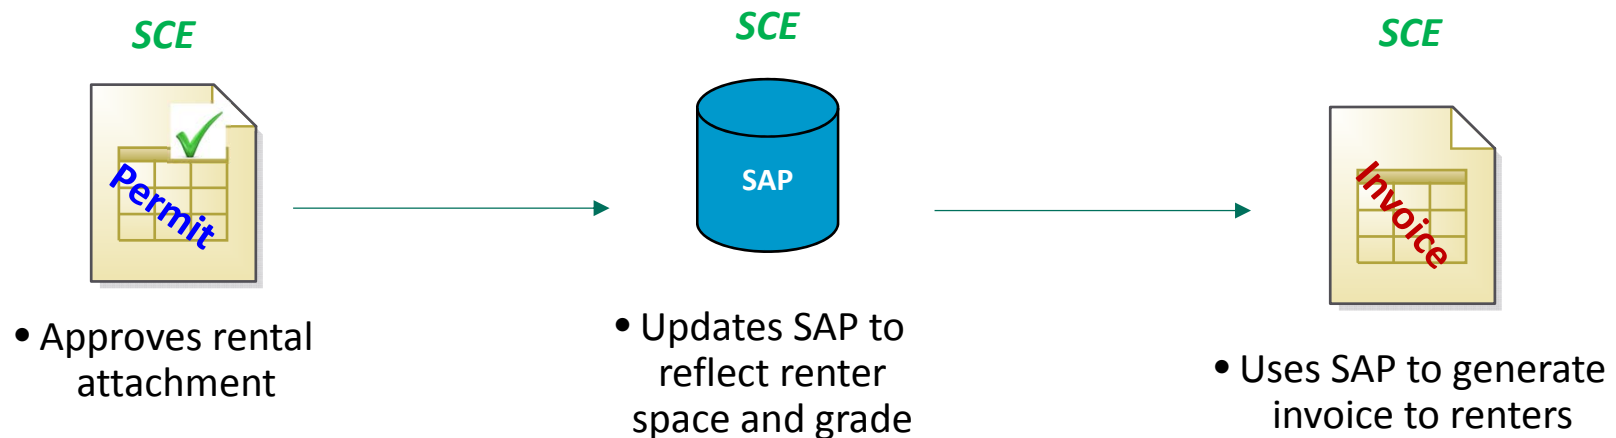 SCE
Permit
• Approves rental
attachment
SCE
SAP
• Updates SAP to
reflect renter
space and grade
SCE
Invoice
• Uses SAP to generate
invoice to renters